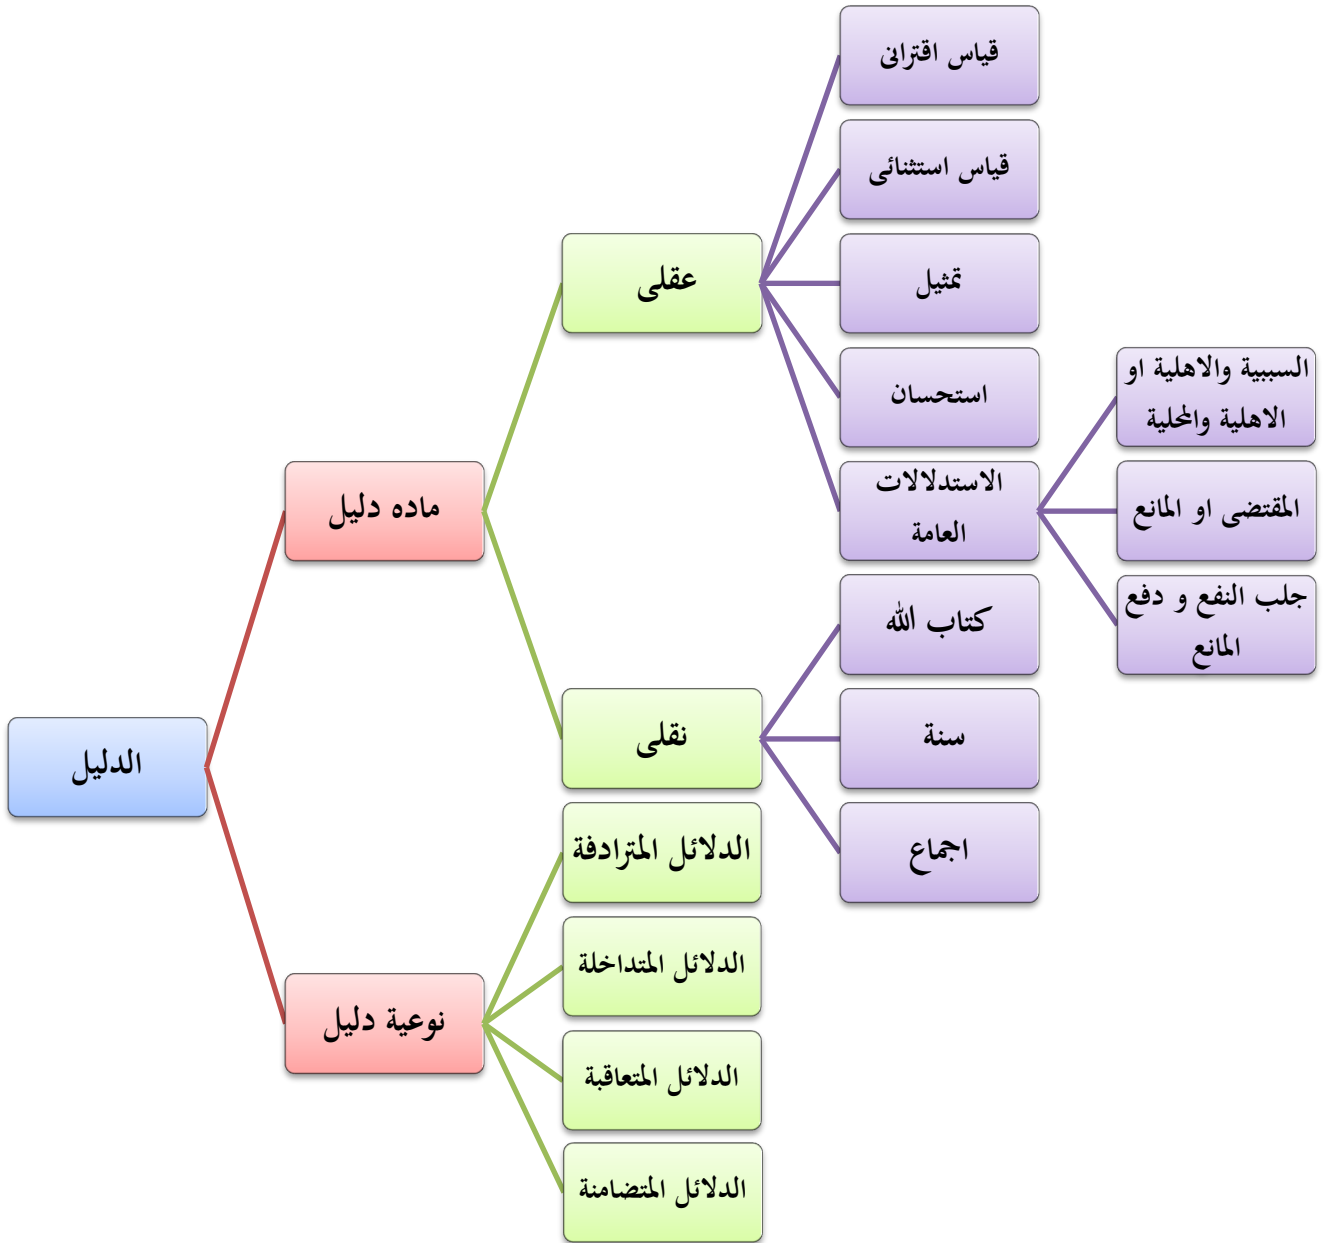 الدليل
ماده دليل
عقلى
قياس اقترانى
قياس استثنائى
تمثيل
استحسان
الاستدلالات
العامة
السببية والاهلية او
الاهلية والمحلية
المقتضى او المانع
جلب النفع و دفع
المانع
نقلى
كتاب الله
سنة
اجماع
نوعية دليل
الدلائل المترادفة
الدلائل المتداخلة
الدلائل المتعاقبة
الدلائل المتضامنة